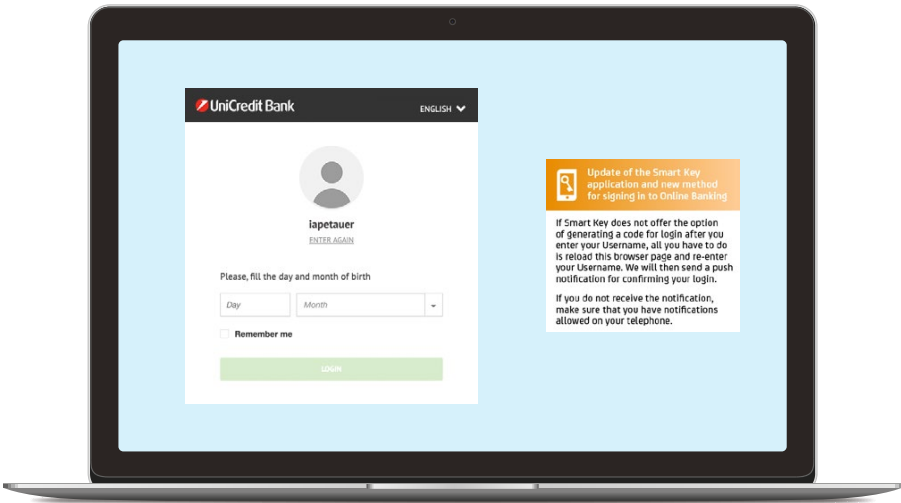 UniCredit Bank
ENGLISH
iapetauer
ENTER AGAIN
Please, fill the day and month of birth
Day
Month
Remember me
LOGIN
Update of the Smart Key
application and new method
for signing in to Online Banking
If Smart Key does not offer the option
of generating a code for login after you
enter your Username, all you have to do
is reload this browser page and re-enter
your Username. We will then send a push
notification for confirming your login.
If you do not receive the notification,
make sure that you have notifications
allowed on your telephone.